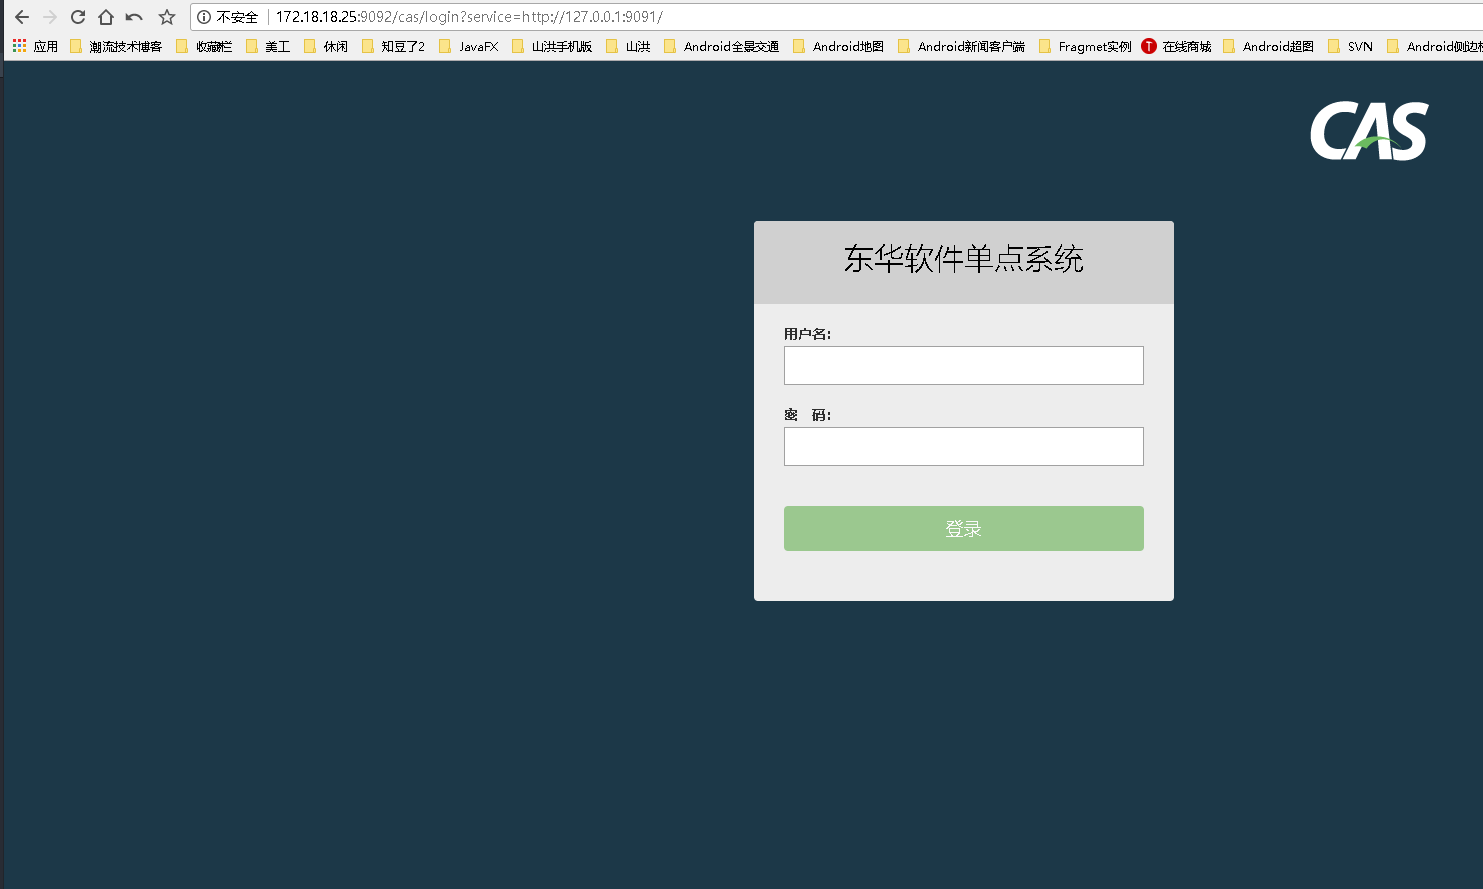 不安全 172.18.18.25:9092/cas/login?service=http://127.0.0.1:9091/
应用 潮流技术博客 收藏栏 美工 休闲 知豆了2 JavaFX 山洪手机版 山洪 Android全景交通 Android地图 Android新闻客户端 Fragmet实例 T 在线商城 Android超图 SVN Android侧边
CAS
东华软件单点系统
用户名:
密 码:
登录